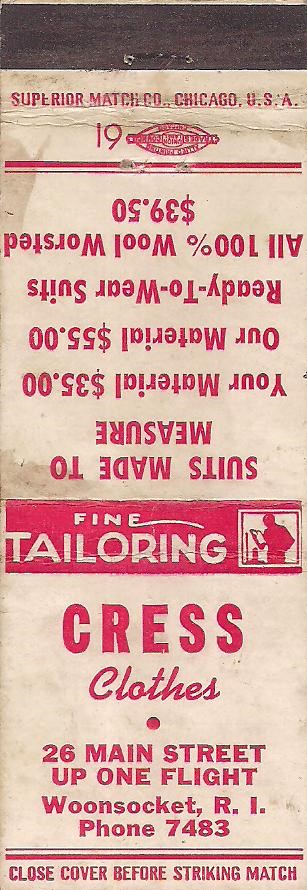 SUPERIOR MATCH CO., CHICAGO, U.S.A.
19
SUITS MADE TO
MEASURE
Your Material $35.00
Our Material $55.00
Ready-To-Wear Suits
All 100% Wool Worsted
$39.50
FINE
TAILORING
CRESS
Clothes
26 MAIN STREET
UP ONE FLIGHT
Woonsocket, R. I.
Phone 7483
CLOSE COVER BEFORE STRIKING MATCH